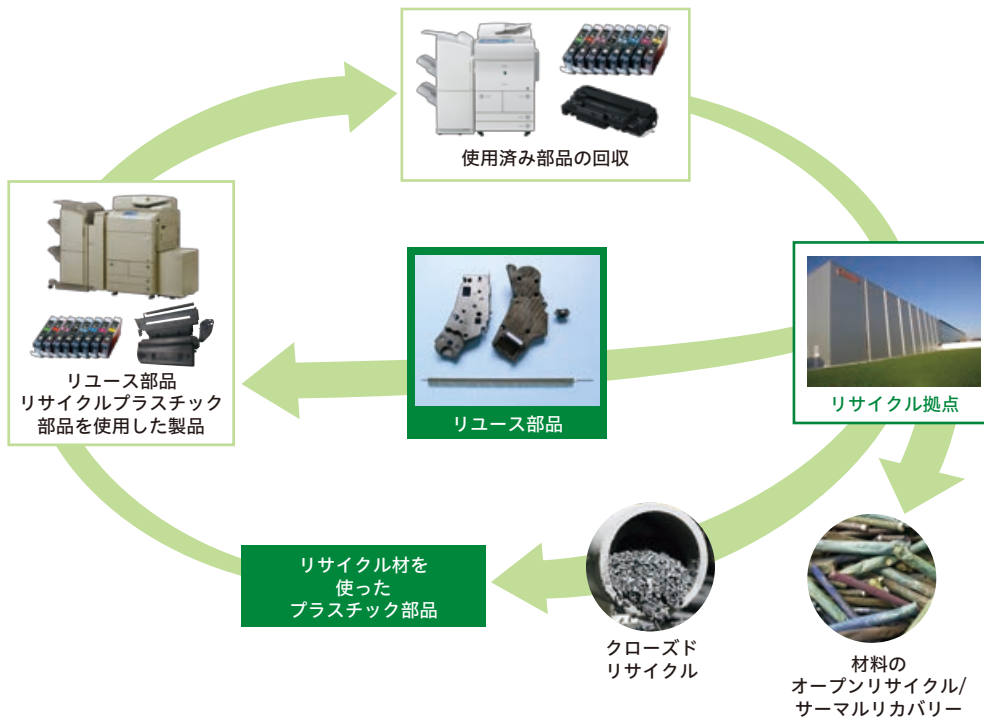 使用済み部品の回収
リユース部品
リサイクルプラスチック
部品を使用した製品
リユース部品
リサイクル拠点
リサイクル材を
使った
プラスチック部品
クローズド
リサイクル
材料の
オープンリサイクル/
サーマルリカバリー